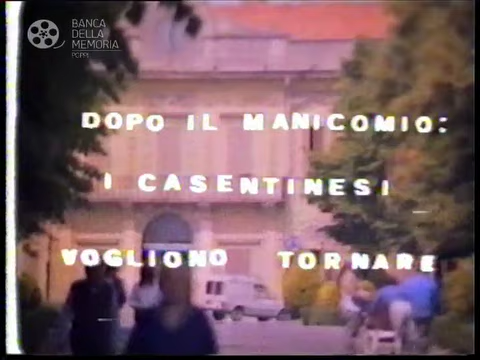 BANCA
DELLA
MEMORIA
POPPI
DOPO IL MANICOMIO:
I CASENTINESI
VOGLIONO TORNARE